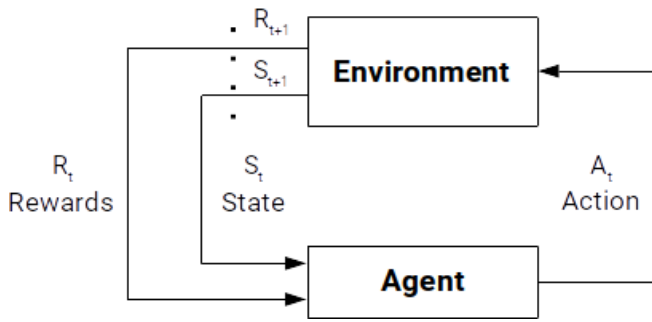 R_{t+1}
Environment
S_{t+1}
R_t
Rewards
S_t
State
A_t
Action
Agent